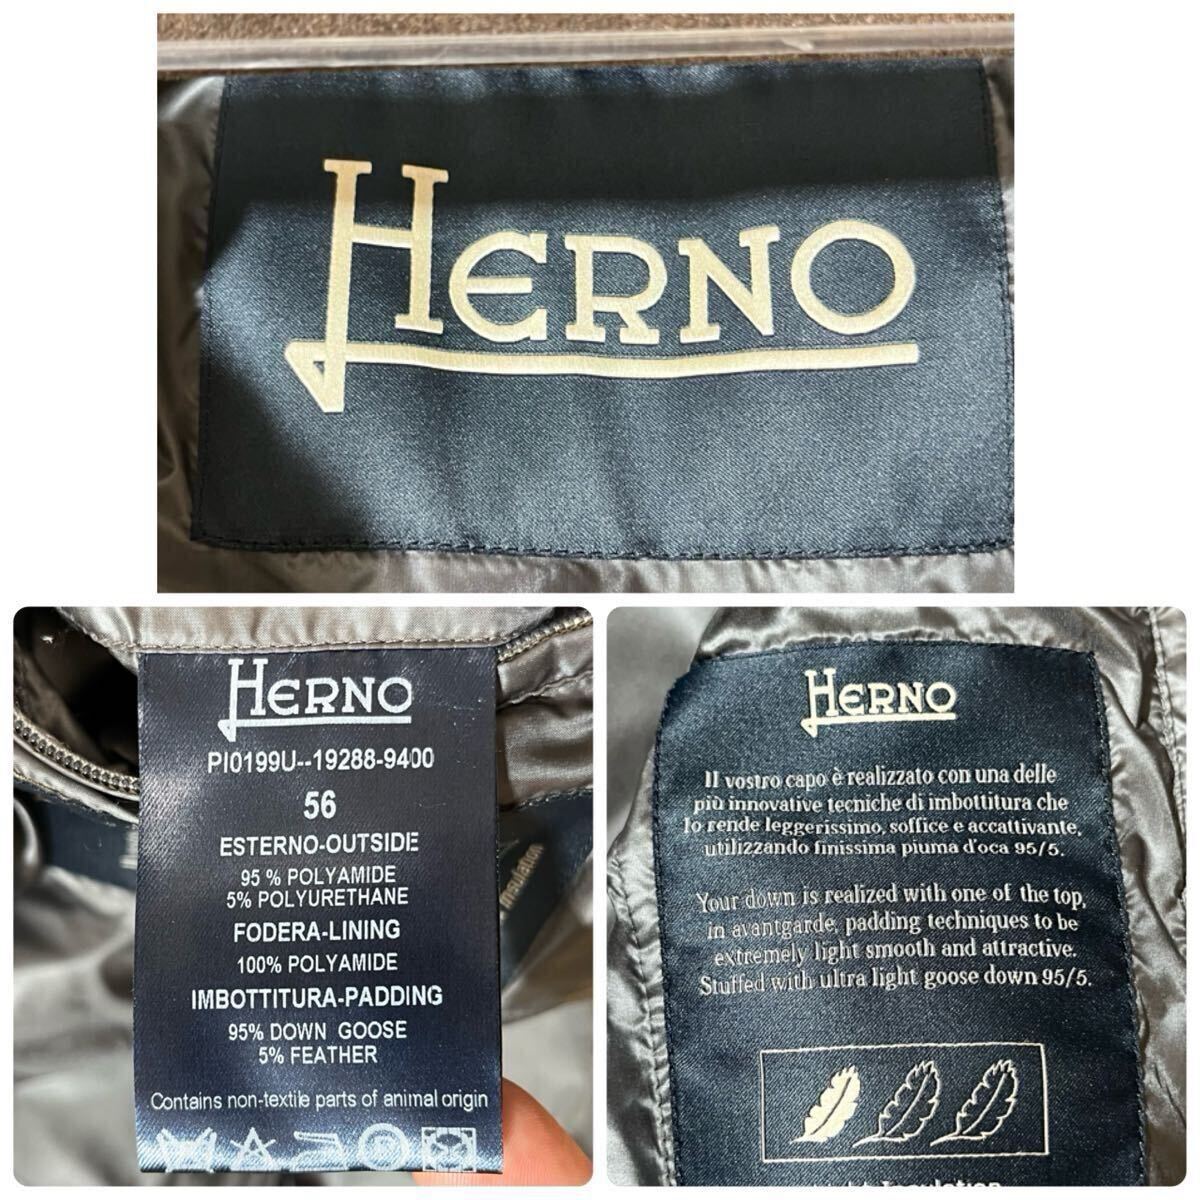 HERNO
HERNO
PI0199U--19288-9400
56
ESTERNO-OUTSIDE
95 % POLYAMIDE
5% POLYURETHANE
FODERA-LINING
100% POLYAMIDE
IMBOTTITURA-PADDING
95% DOWN GOOSE
5% FEATHER
Contains non-textile parts of animal origin
Insulation
HERNO
Il vostro capo è realizzato con una delle
più innovative tecniche di imbottitura che
lo rende leggerissimo, soffice e accattivante,
utilizzando finissima piuma d'oca 95/5.
Your down is realized with one of the top,
in avantgarde, padding techniques to be
extremely light smooth and attractive.
Stuffed with ultra light goose down 95/5.
Light Insulation